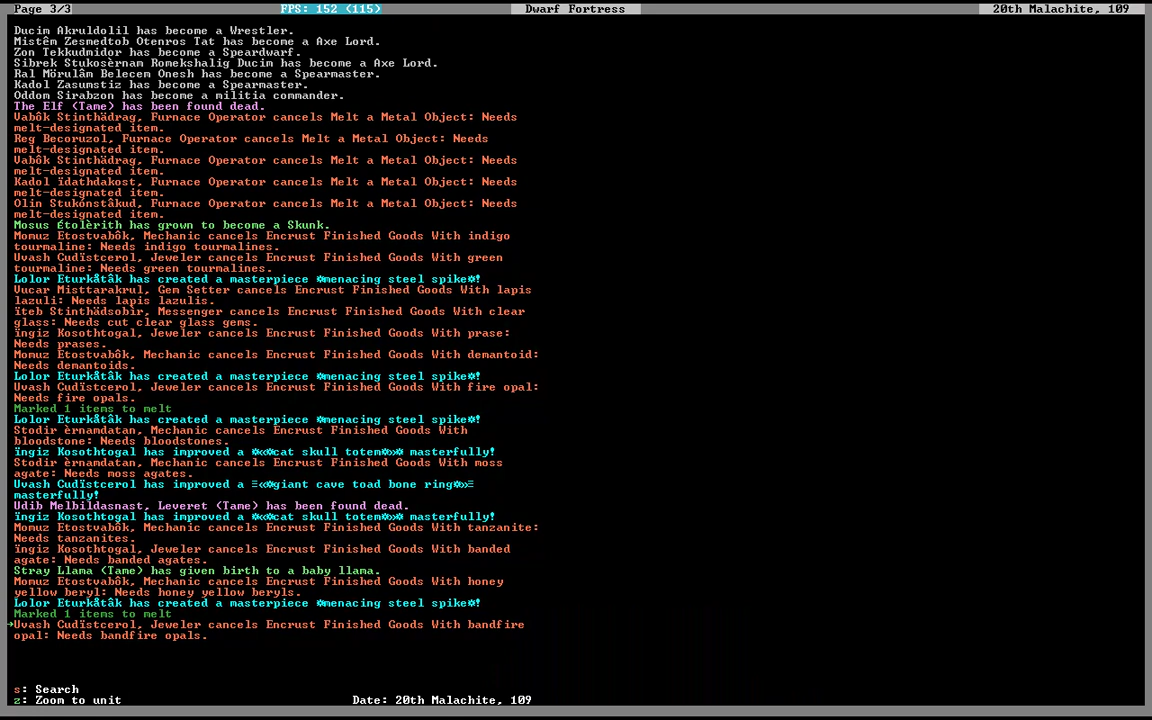 Page 3/3 FPS: 152 (115) Dwarf Fortress 20th Malachite, 109
Ducim Akruldolil has become a Wrestler.
Mistêm Zesmedtob Otenros Tat has become a Axe Lord.
Zon Tekkudmidor has become a Speardwarf.
Sibrek Stukosèrnam Romekshalig Ducim has become a Axe Lord.
Ral Mörulâm Belecem Onesh has become a Spearmaster.
Kadol Zasumstiz has become a Spearmaster.
Oddom Sirabzon has become a militia commander.
The Elf (Tame) has been found dead.
Vabôk Stinthädrag, Furnace Operator cancels Melt a Metal Object: Needs
melt-designated item.
Reg Becoruzol, Furnace Operator cancels Melt a Metal Object: Needs
melt-designated item.
Vabôk Stinthädrag, Furnace Operator cancels Melt a Metal Object: Needs
melt-designated item.
Kadol ïdathdakost, Furnace Operator cancels Melt a Metal Object: Needs
melt-designated item.
Olin Stukónstâkud, Furnace Operator cancels Melt a Metal Object: Needs
melt-designated item.
Mosus Étolèrith has grown to become a Skunk.
Momuz Etostvabôk, Mechanic cancels Encrust Finished Goods With indigo
tourmaline: Needs indigo tourmalines.
Uvash Cudïstcerol, Jeweler cancels Encrust Finished Goods With green
tourmaline: Needs green tourmalines.
Lolor Eturkåtâk has created a masterpiece ☼menacing steel spike☼!
Vucar Misttarakrul, Gem Setter cancels Encrust Finished Goods With lapis
lazuli: Needs lapis lazulis.
ïteb Stinthädsobìr, Messenger cancels Encrust Finished Goods With clear
glass: Needs cut clear glass gems.
ïngiz Kosothtogal, Jeweler cancels Encrust Finished Goods With prase:
Needs prases.
Momuz Etostvabôk, Mechanic cancels Encrust Finished Goods With demantoid:
Needs demantoids.
Lolor Eturkåtâk has created a masterpiece ☼menacing steel spike☼!
Uvash Cudïstcerol, Jeweler cancels Encrust Finished Goods With fire opal:
Needs fire opals.
Marked 1 items to melt
Lolor Eturkåtâk has created a masterpiece ☼menacing steel spike☼!
Stodir èrnamdatan, Mechanic cancels Encrust Finished Goods With
bloodstone: Needs bloodstones.
ïngiz Kosothtogal has improved a ☼«☼cat skull totem☼»☼ masterfully!
Stodir èrnamdatan, Mechanic cancels Encrust Finished Goods With moss
agate: Needs moss agates.
Uvash Cudïstcerol has improved a ≡«☼giant cave toad bone ring☼»≡
masterfully!
Udib Melbildasnast, Leveret (Tame) has been found dead.
ïngiz Kosothtogal has improved a ☼«☼cat skull totem☼»☼ masterfully!
Momuz Etostvabôk, Mechanic cancels Encrust Finished Goods With tanzanite:
Needs tanzanites.
ïngiz Kosothtogal, Jeweler cancels Encrust Finished Goods With banded
agate: Needs banded agates.
Stray Llama (Tame) has given birth to a baby llama.
Momuz Etostvabôk, Mechanic cancels Encrust Finished Goods With honey
yellow beryl: Needs honey yellow beryls.
Lolor Eturkåtâk has created a masterpiece ☼menacing steel spike☼!
Marked 1 items to melt
→Uvash Cudïstcerol, Jeweler cancels Encrust Finished Goods With bandfire
opal: Needs bandfire opals.
s: Search
z: Zoom to unit Date: 20th Malachite, 109